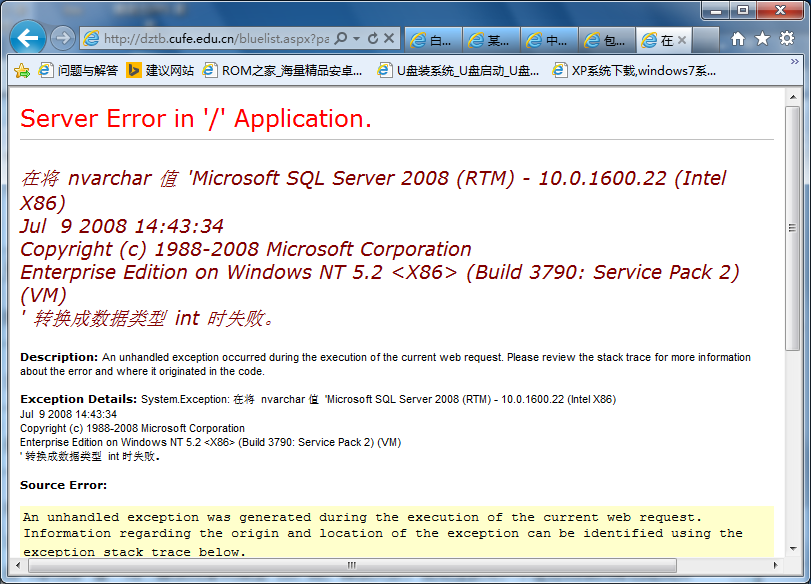 http://dztb.cufe.edu.cn/bluelist.aspx?pa
白...
某...
中...
包...
在
问题与解答
建议网站
ROM之家_海量精品安卓...
U盘装系统_U盘启动_U盘...
XP系统下载,windows7系...
Server Error in '/' Application.
在将 nvarchar 值 'Microsoft SQL Server 2008 (RTM) - 10.0.1600.22 (Intel
X86)
Jul 9 2008 14:43:34
Copyright (c) 1988-2008 Microsoft Corporation
Enterprise Edition on Windows NT 5.2 <X86> (Build 3790: Service Pack 2)
(VM)
' 转换成数据类型 int 时失败。
Description: An unhandled exception occurred during the execution of the current web request. Please review the stack trace for more information
about the error and where it originated in the code.
Exception Details: System.Exception: 在将 nvarchar 值 'Microsoft SQL Server 2008 (RTM) - 10.0.1600.22 (Intel X86)
Jul 9 2008 14:43:34
Copyright (c) 1988-2008 Microsoft Corporation
Enterprise Edition on Windows NT 5.2 <X86> (Build 3790: Service Pack 2) (VM)
' 转换成数据类型 int 时失败。
Source Error:
An unhandled exception was generated during the execution of the current web request.
Information regarding the origin and location of the exception can be identified using the
exception stack trace below.